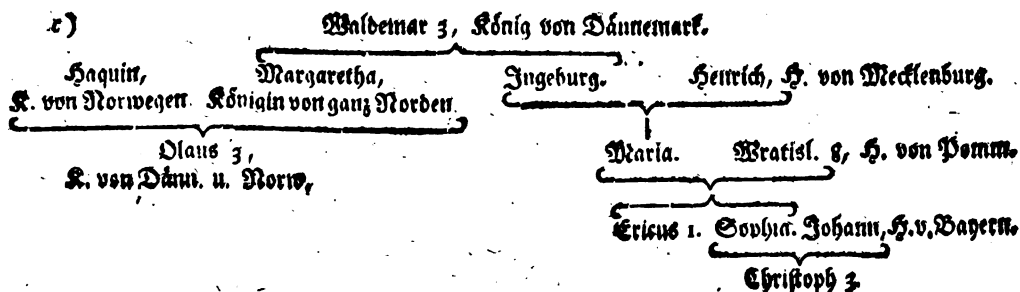 x) Waldemar 3, König von Dännemark.
Haquin, Margaretha, Ingeburg. Henrich, H. von Mecklenburg.
K. von Norwegen. Königin von ganz Norden.
Olaus 3, Maria. Wratisl. 8, H. von Pomm.
K. von Dänn. u. Norw.
Ericus 1. Sophia. Johann, H. v. Bayern.
Christoph 3.